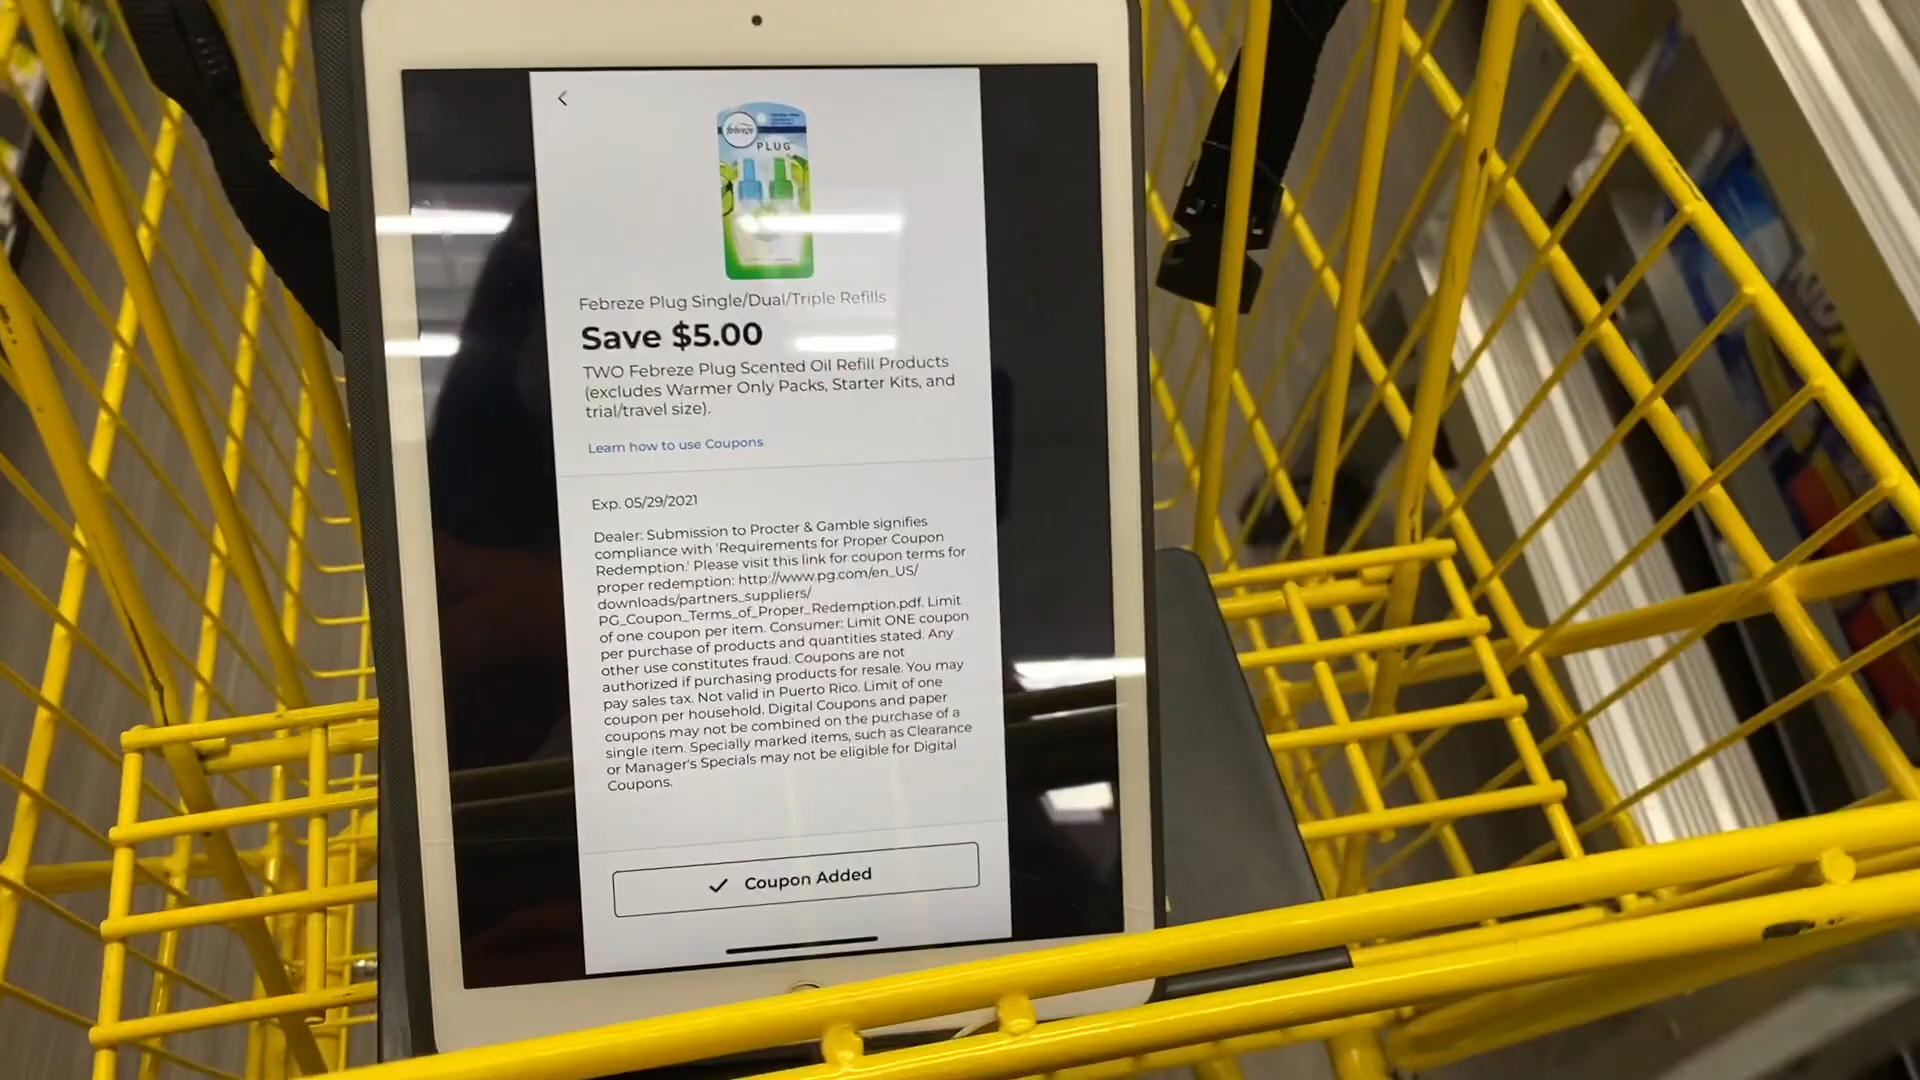 febreze
PLUG
Febreze Plug Single/Dual/Triple Refills
Save $5.00
TWO Febreze Plug Scented Oil Refill Products
(excludes Warmer Only Packs, Starter Kits, and
trial/travel size).
Learn how to use Coupons
Exp. 05/29/2021
Dealer: Submission to Procter & Gamble signifies
compliance with 'Requirements for Proper Coupon
Redemption.' Please visit this link for coupon terms for
proper redemption: http://www.pg.com/en_US/
downloads/partners_suppliers/
PG_Coupon_Terms_of_Proper_Redemption.pdf. Limit
of one coupon per item. Consumer: Limit ONE coupon
per purchase of products and quantities stated. Any
other use constitutes fraud. Coupons are not
authorized if purchasing products for resale. You may
pay sales tax. Not valid in Puerto Rico. Limit of one
coupon per household. Digital Coupons and paper
coupons may not be combined on the purchase of a
single item. Specially marked items, such as Clearance
or Manager's Specials may not be eligible for Digital
Coupons.
Coupon Added